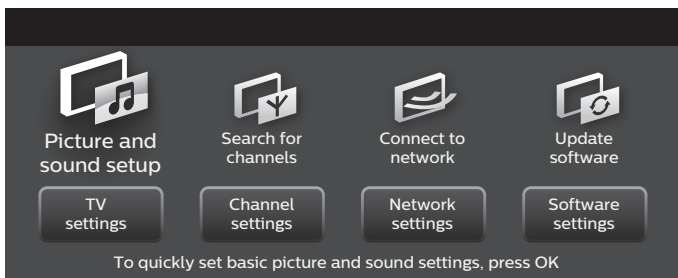 Picture and
sound setup
Search for
channels
Connect to
network
Update
software
TV
settings
Channel
settings
Network
settings
Software
settings
To quickly set basic picture and sound settings, press OK